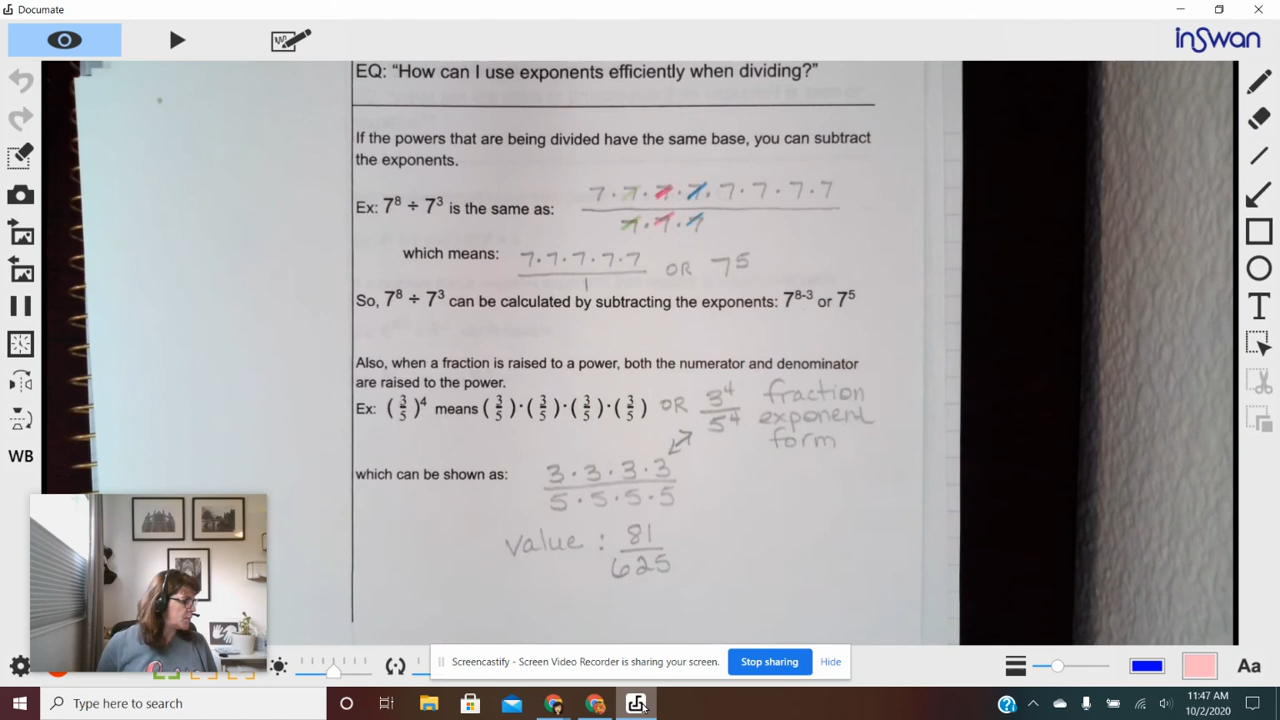 Documate
inSwan
EQ: “How can I use exponents efficiently when dividing?”
If the powers that are being divided have the same base, you can subtract
the exponents.
Ex: 7⁸ ÷ 7³ is the same as: 7 · 7 · 7 · 7 · 7 · 7 · 7 · 7
7 · 7 · 7
which means: 7 · 7 · 7 · 7 · 7 / 1 OR 7⁵
So, 7⁸ ÷ 7³ can be calculated by subtracting the exponents: 7⁸⁻³ or 7⁵
Also, when a fraction is raised to a power, both the numerator and denominator
are raised to the power.
Ex: (3/5)⁴ means (3/5) · (3/5) · (3/5) · (3/5) OR 3⁴/5⁴ fraction
exponent
form
which can be shown as: 3 · 3 · 3 · 3
5 · 5 · 5 · 5
value : 81
625
WB
T
Screencastify - Screen Video Recorder is sharing your screen.
Stop sharing
Hide
Aa
Type here to search
11:47 AM
10/2/2020